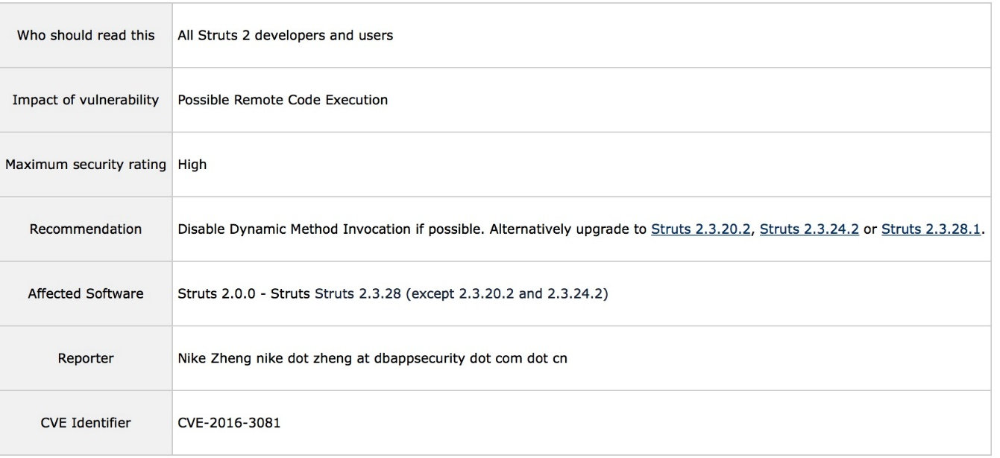 Who should read this All Struts 2 developers and users
Impact of vulnerability Possible Remote Code Execution
Maximum security rating High
Recommendation Disable Dynamic Method Invocation if possible. Alternatively upgrade to Struts 2.3.20.2, Struts 2.3.24.2 or Struts 2.3.28.1.
Affected Software Struts 2.0.0 - Struts Struts 2.3.28 (except 2.3.20.2 and 2.3.24.2)
Reporter Nike Zheng nike dot zheng at dbappsecurity dot com dot cn
CVE Identifier CVE-2016-3081